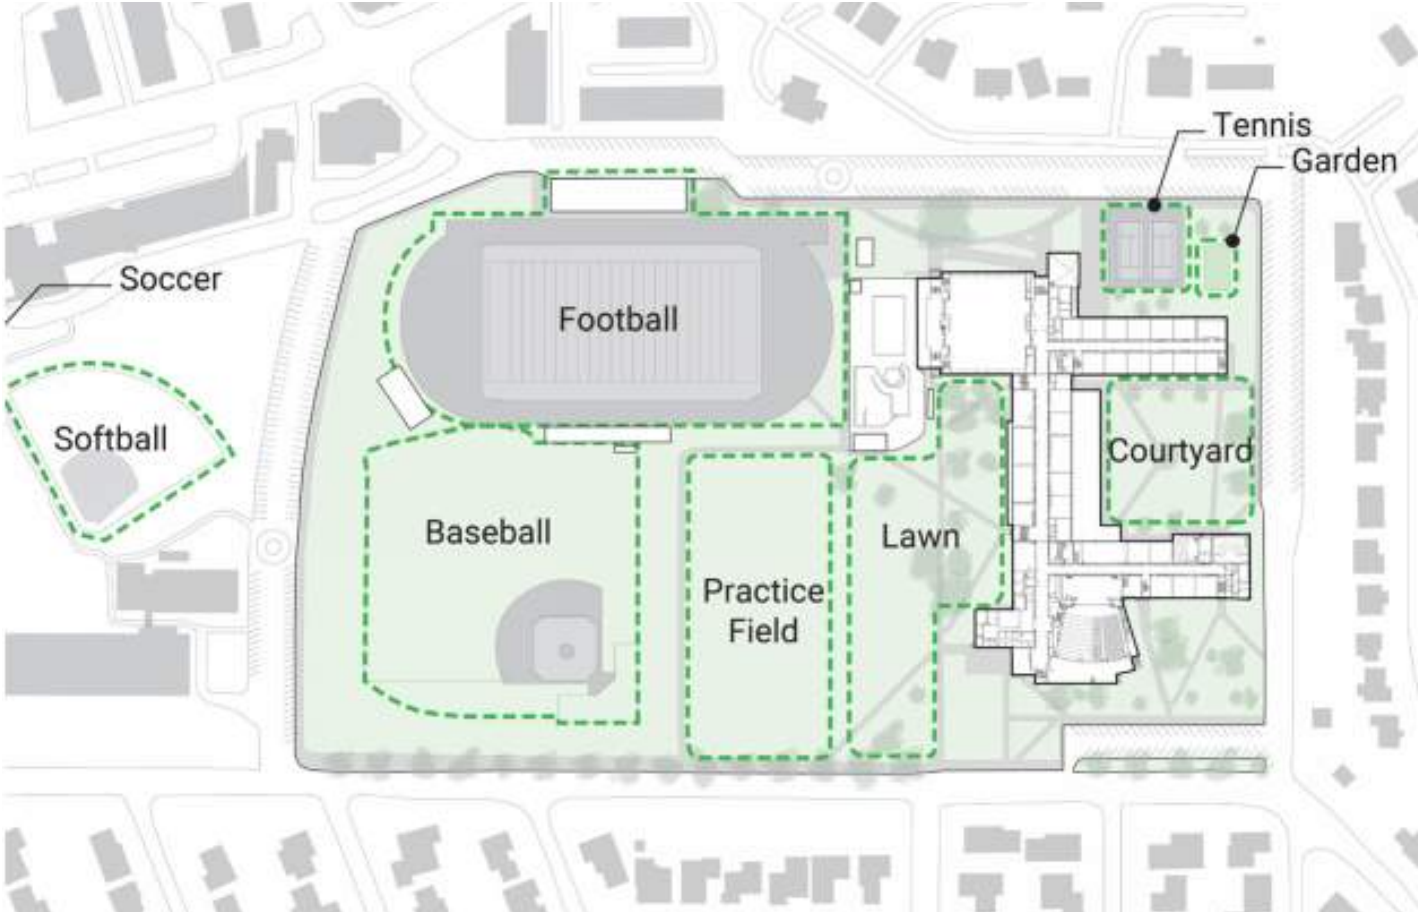 Tennis
Garden
Soccer
Football
Softball
Courtyard
Baseball
Lawn
Practice
Field